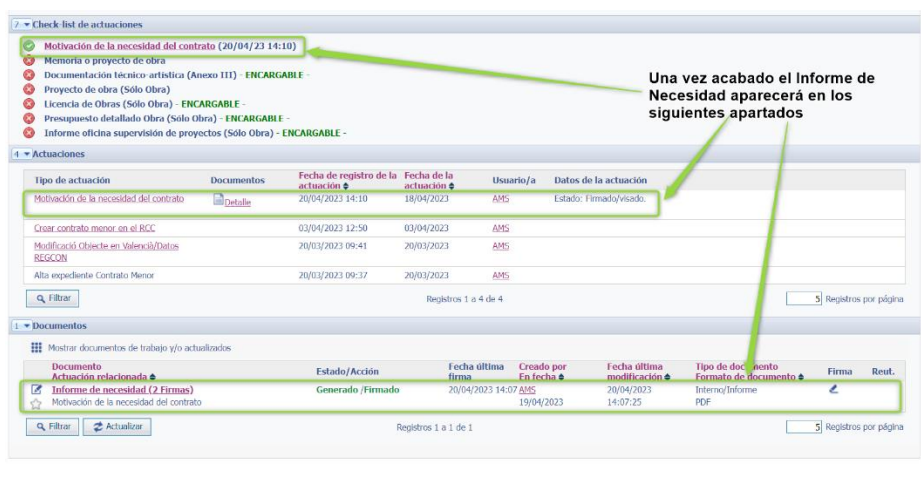 7 Check-list de actuaciones
Motivación de la necesidad del contrato (20/04/23 14:10)
Memoria o proyecto de obra
Documentación técnico-artística (Anexo III) - ENCARGABLE -
Proyecto de obra (Sólo Obra)
Licencia de Obras (Sólo Obra) - ENCARGABLE -
Presupuesto detallado Obra (Sólo Obra) - ENCARGABLE -
Informe oficina supervisión de proyectos (Sólo Obra) - ENCARGABLE -
Una vez acabado el Informe de
Necesidad aparecerá en los
siguientes apartados
4 Actuaciones
Tipo de actuación Documentos Fecha de registro de la actuación Fecha de la actuación Usuario/a Datos de la actuación
Motivación de la necesidad del contrato Detalle 20/04/2023 14:10 18/04/2023 AMS Estado: Firmado/visado.
Crear contrato menor en el RCC 03/04/2023 12:50 03/04/2023 AMS
Modificació Objecte en Valencià/Datos REGCON 20/03/2023 09:41 20/03/2023 AMS
Alta expediente Contrato Menor 20/03/2023 09:37 20/03/2023 AMS
Filtrar Registros 1 a 4 de 4 5 Registros por página
1 Documentos
Mostrar documentos de trabajo y/o actualizados
Documento Estado/Acción Fecha última firma Creado por Fecha última modificación Tipo de documento Firma Reut.
Actuación relacionada En fecha Formato de documento
Informe de necesidad (2 Firmas) Generado /Firmado 20/04/2023 14:07 AMS 20/04/2023 Interno/Informe
Motivación de la necesidad del contrato 19/04/2023 14:07:25 PDF
Filtrar Actualizar Registros 1 a 1 de 1 5 Registros por página